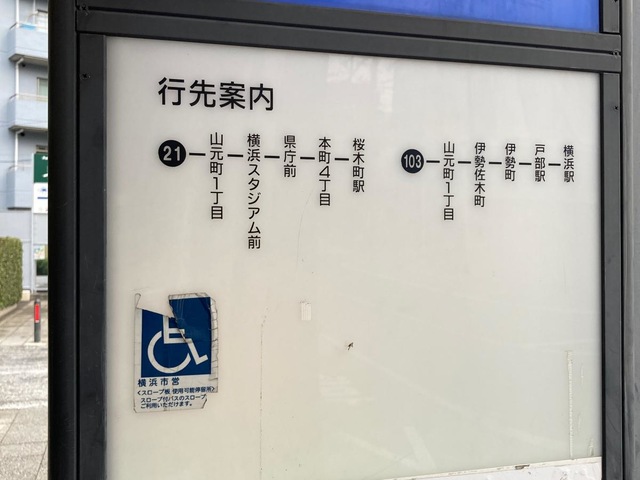 行先案内
21
山元町1丁目
横浜スタジアム前
県庁前
本町4丁目
桜木町駅
103
山元町1丁目
伊勢佐木町
伊勢町
戸部駅
横浜駅
横浜市営
<スロープ板 使用可能停留所>
スロープ付バスのスロープ
ご利用いただけます。